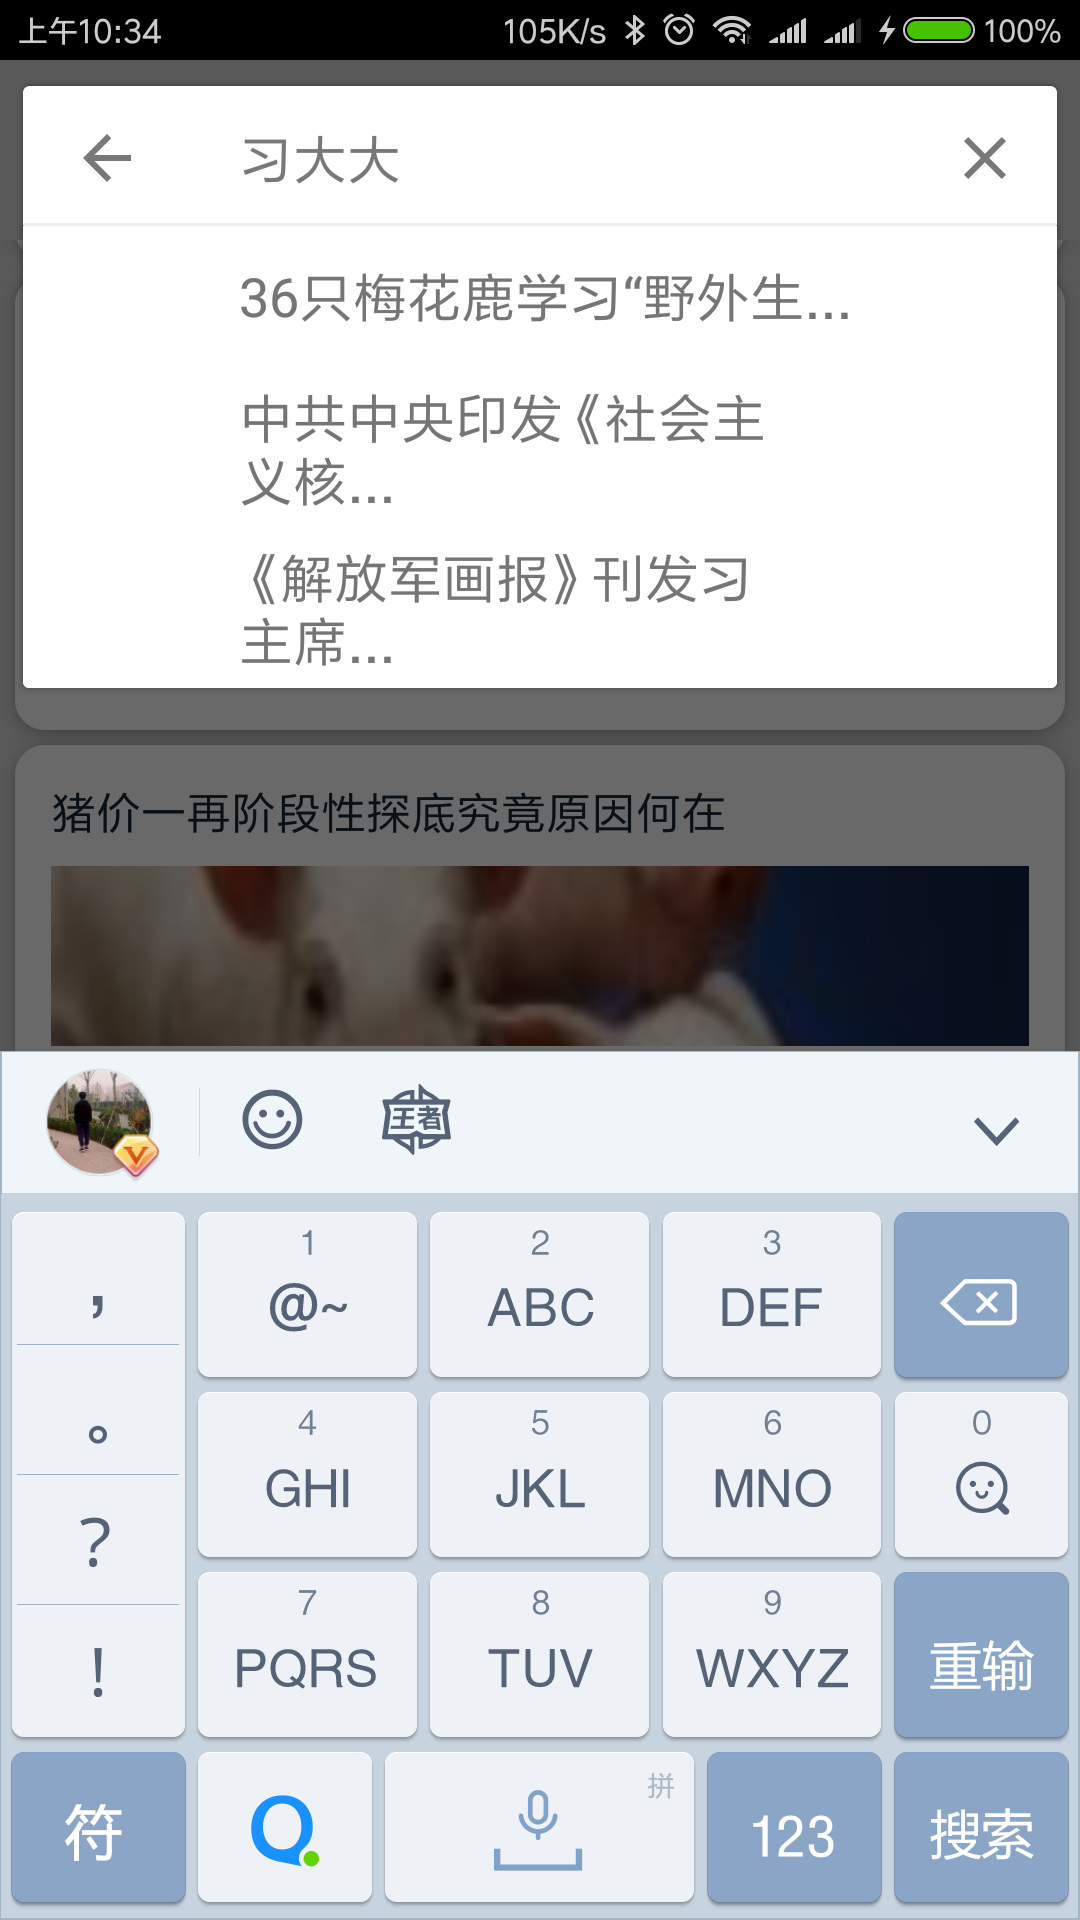 上午10:34
105K/s
100%
习大大
36只梅花鹿学习“野外生...
中共中央印发《社会主
义核...
《解放军画报》刊发习
主席...
猪价一再阶段性探底究竟原因何在
王者
，
。
?
!
1
@~
2
ABC
3
DEF
4
GHI
5
JKL
6
MNO
0
7
PQRS
8
TUV
9
WXYZ
重输
符
Q
拼
123
搜索